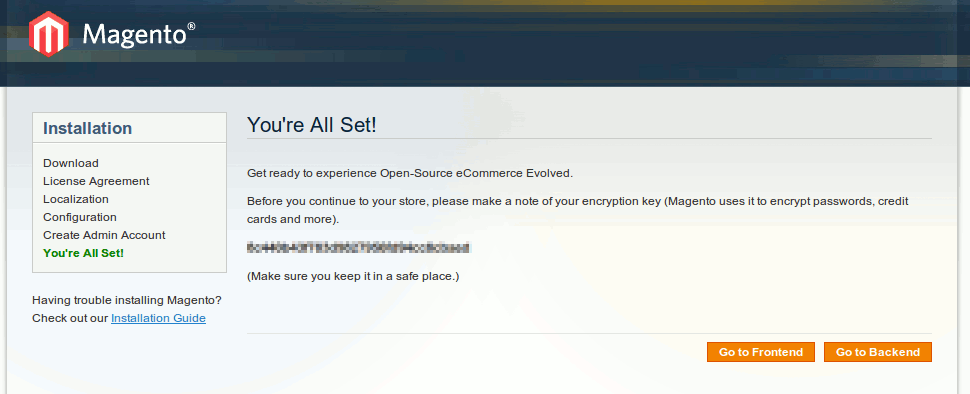 Magento®
Installation
Download
License Agreement
Localization
Configuration
Create Admin Account
You're All Set!
Having trouble installing Magento?
Check out our Installation Guide
You're All Set!
Get ready to experience Open-Source eCommerce Evolved.
Before you continue to your store, please make a note of your encryption key (Magento uses it to encrypt passwords, credit
cards and more).
(Make sure you keep it in a safe place.)
Go to Frontend
Go to Backend